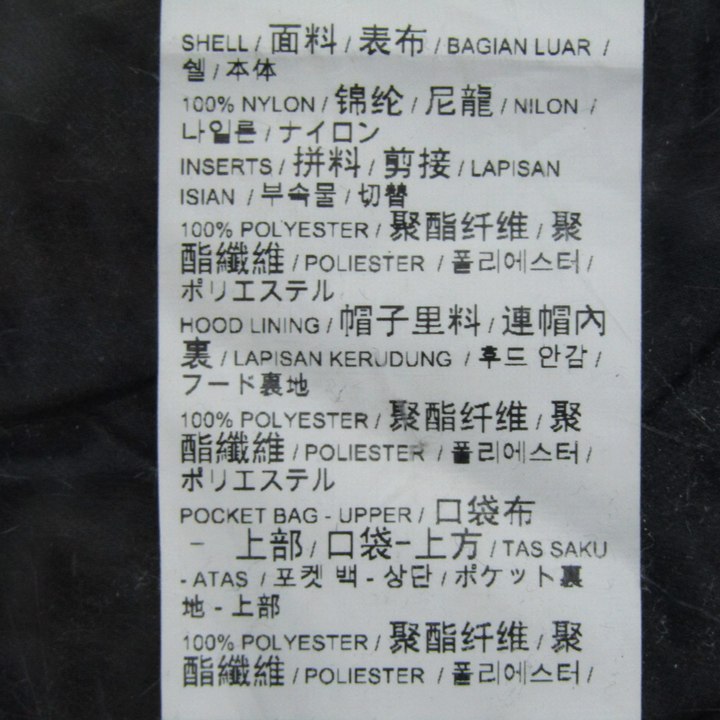 SHELL / 面料 / 表布 / BAGIAN LUAR /
쉘 / 本体
100% NYLON / 锦纶 / 尼龍 / NILON /
나일론 / ナイロン
INSERTS / 拼料 / 剪接 / LAPISAN
ISIAN / 부속물 / 切替
100% POLYESTER / 聚酯纤维 / 聚
酯纖維 / POLIESTER / 폴리에스터 /
ポリエステル
HOOD LINING / 帽子里料 / 連帽內
裏 / LAPISAN KERUDUNG / 후드 안감 /
フード裏地
100% POLYESTER / 聚酯纤维 / 聚
酯纖維 / POLIESTER / 폴리에스터 /
ポリエステル
POCKET BAG - UPPER / 口袋布
- 上部 / 口袋-上方 / TAS SAKU
- ATAS / 포켓 백 - 상단 / ポケット裏
地 - 上部
100% POLYESTER / 聚酯纤维 / 聚
酯纖維 / POLIESTER / 폴리에스터 /